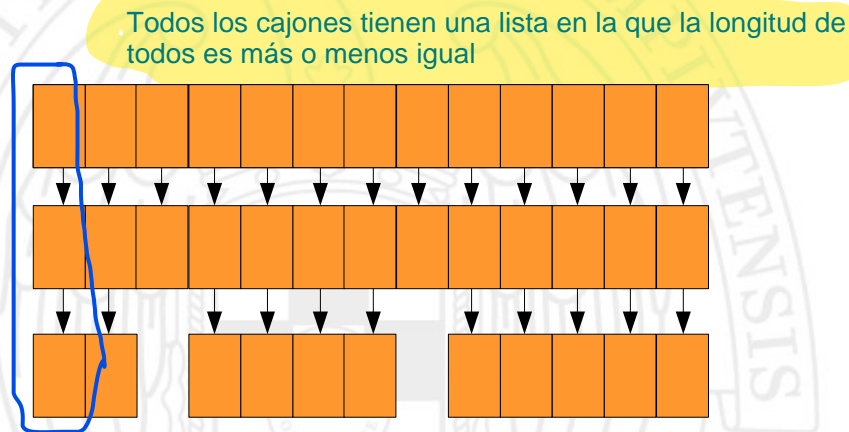 Todos los cajones tienen una lista en la que la longitud de
todos es más o menos igual